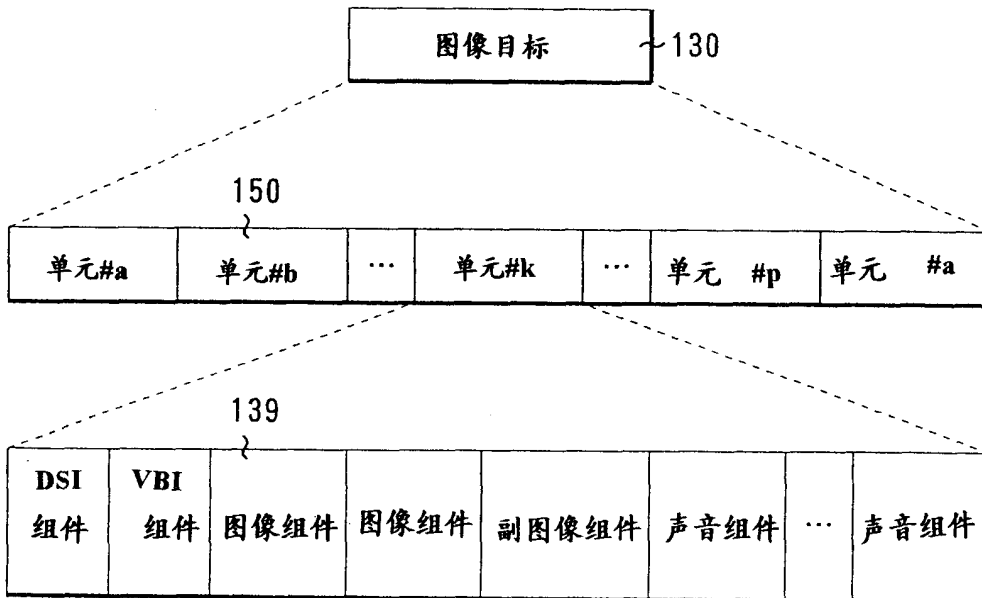 图像目标 130
150
单元#a 单元#b … 单元#k … 单元 #p 单元 #a
139
DSI 组件 VBI 组件 图像组件 图像组件 副图像组件 声音组件 … 声音组件